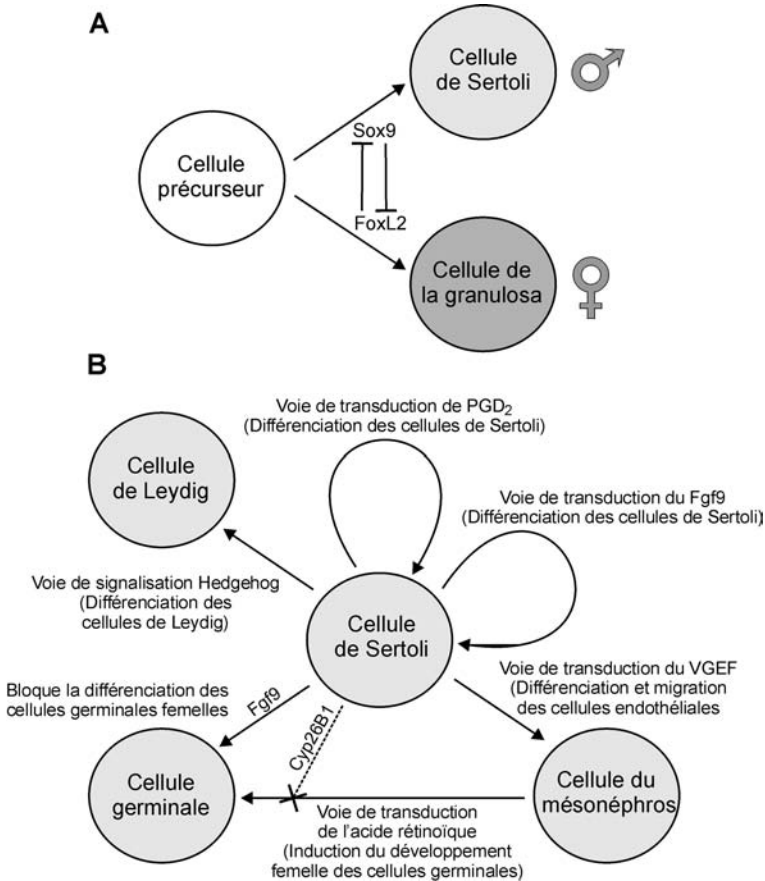 A
Cellule
de Sertoli
Sox9
Cellule
précurseur
FoxL2
Cellule de
la granulosa
B
Voie de transduction de PGD2
(Différenciation des cellules de Sertoli)
Cellule
de Leydig
Voie de transduction du Fgf9
(Différenciation des cellules de Sertoli)
Voie de signalisation Hedgehog
(Différenciation des
cellules de Leydig)
Cellule
de Sertoli
Voie de transduction du VGEF
(Différenciation et migration
des cellules endothéliales
Bloque la différenciation des
cellules germinales femelles
Fgf9
Cyp26B1
Cellule
germinale
Cellule du
mésonéphros
Voie de transduction
de l'acide rétinoïque
(Induction du développement
femelle des cellules germinales)